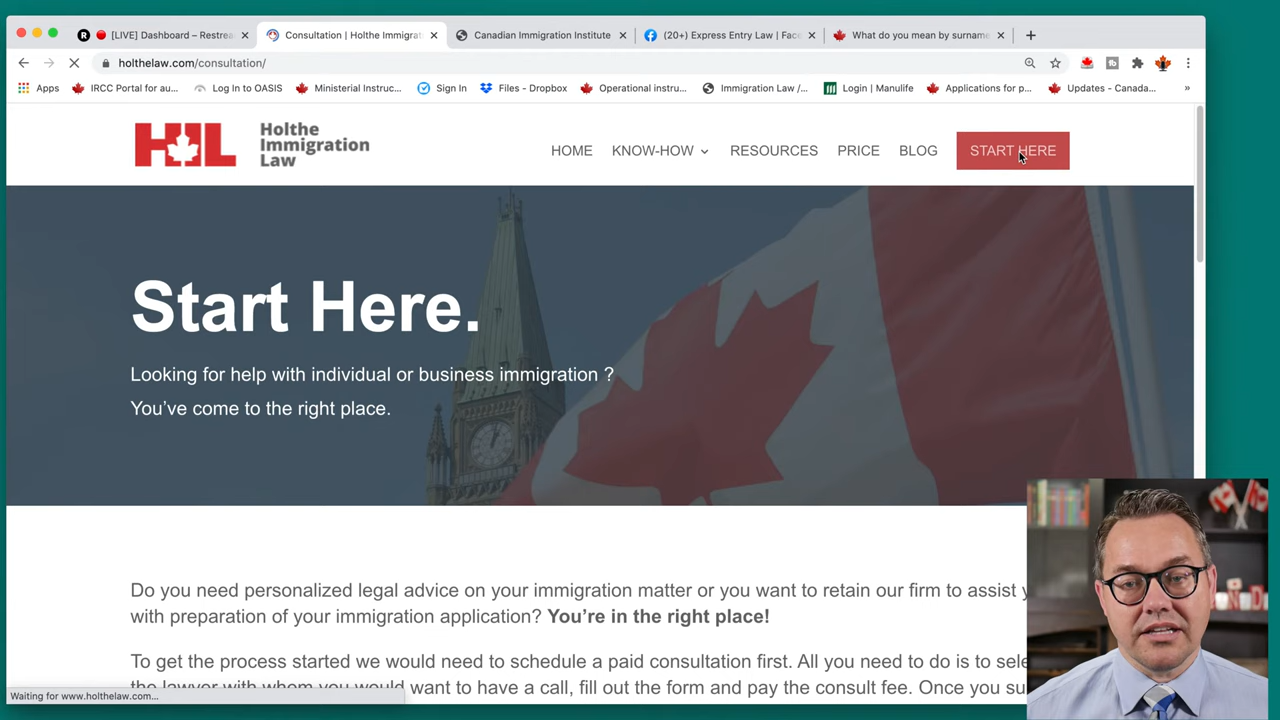 [LIVE] Dashboard – Restrea
Consultation | Holthe Immigrat
Canadian Immigration Institute
(20+) Express Entry Law | Face
What do you mean by surname
holthelaw.com/consultation/
Apps
IRCC Portal for au...
Log In to OASIS
Ministerial Instruc...
Sign In
Files - Dropbox
Operational instru...
Immigration Law /...
Login | Manulife
Applications for p...
Updates - Canada...
»
HIL
Holthe
Immigration
Law
HOME
KNOW-HOW
RESOURCES
PRICE
BLOG
START HERE
Start Here.
Looking for help with individual or business immigration ?
You've come to the right place.
Do you need personalized legal advice on your immigration matter or you want to retain our firm to assist y
with preparation of your immigration application? You're in the right place!
To get the process started we would need to schedule a paid consultation first. All you need to do is to sele
the lawyer with whom you would want to have a call, fill out the form and pay the consult fee. Once you su
Waiting for www.holthelaw.com...